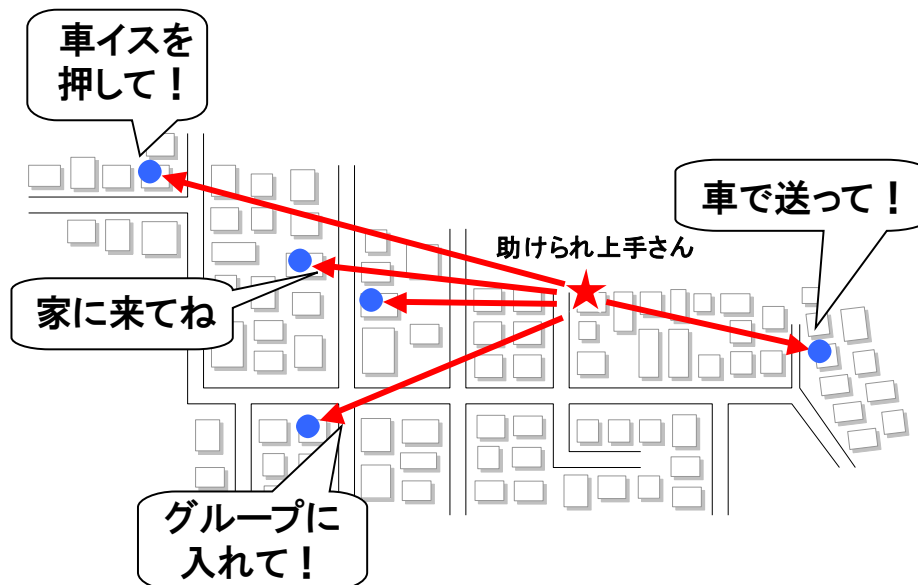 車イスを
押して！
車で送って！
助けられ上手さん
家に来てね
グループに
入れて！